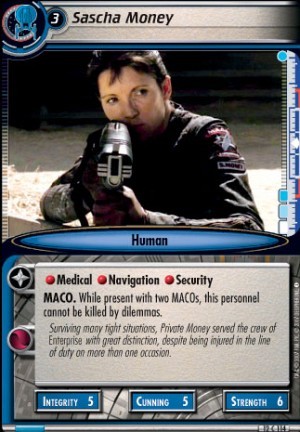 3 Sascha Money
S. MONEY
Human
Medical Navigation Security
MACO. While present with two MACOs, this personnel
cannot be killed by dilemmas.
Surviving many tight situations, Private Money served the crew of
Enterprise with great distinction, despite being injured in the line
of duty on more than one occasion.
INTEGRITY 5 CUNNING 5 STRENGTH 6